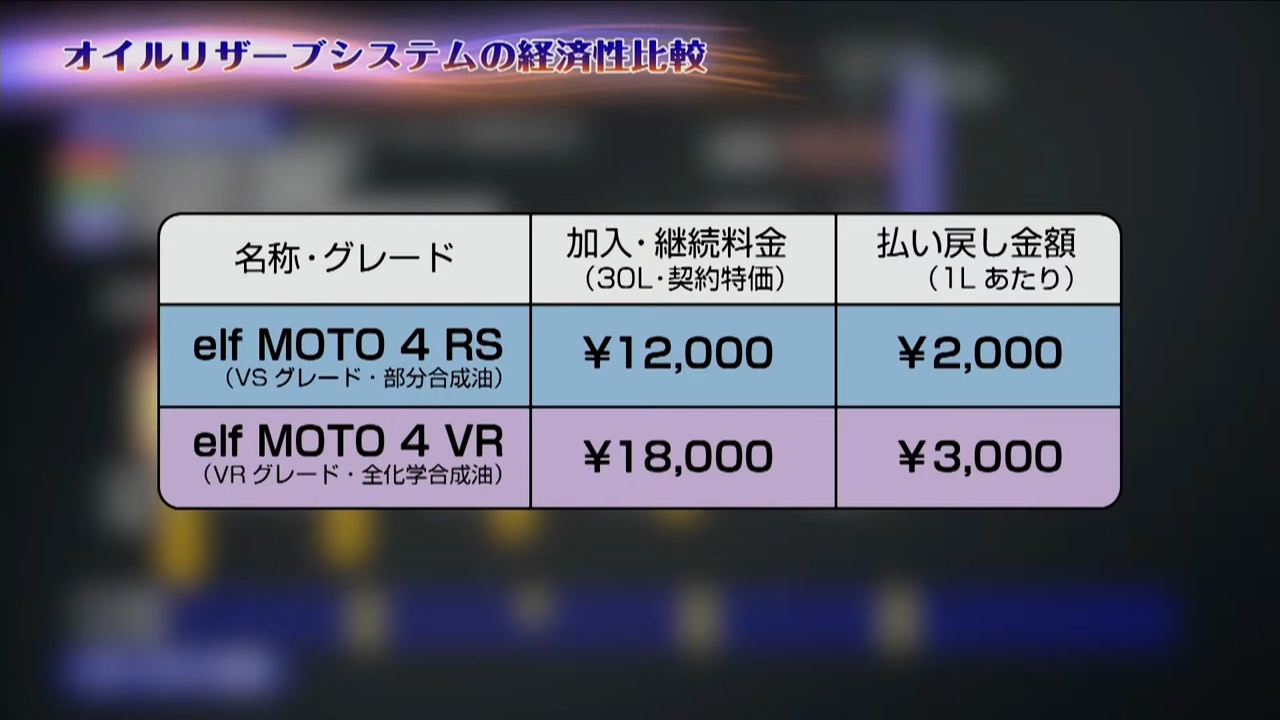 オイルリザーブシステムの経済性比較
名称・グレード
加入・継続料金
（30L・契約特価）
払い戻し金額
（1L あたり）
elf MOTO 4 RS
（VS グレード・部分合成油）
¥12,000
¥2,000
elf MOTO 4 VR
（VR グレード・全化学合成油）
¥18,000
¥3,000